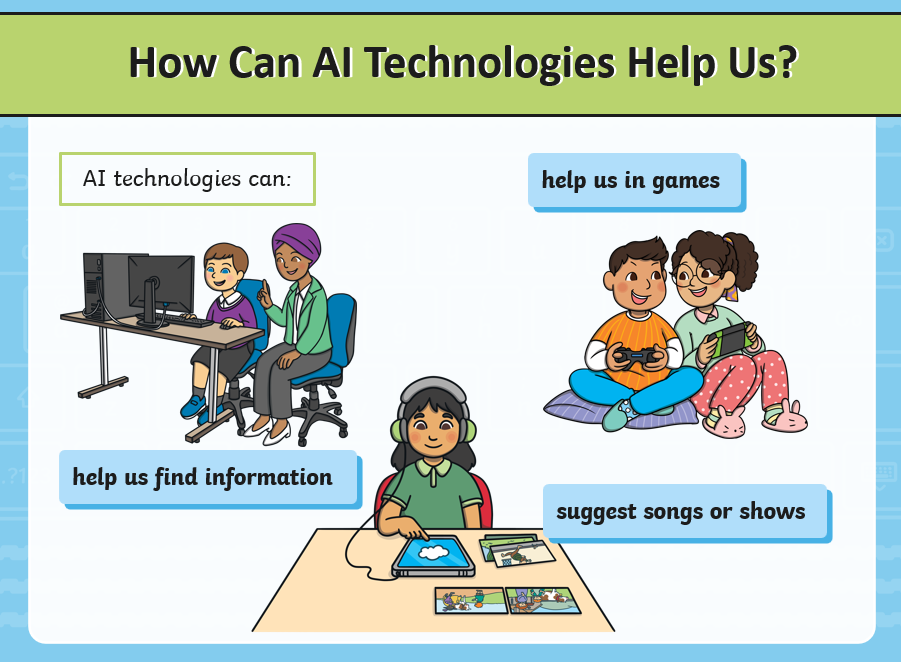 How Can AI Technologies Help Us?
AI technologies can:
help us in games
help us find information
suggest songs or shows